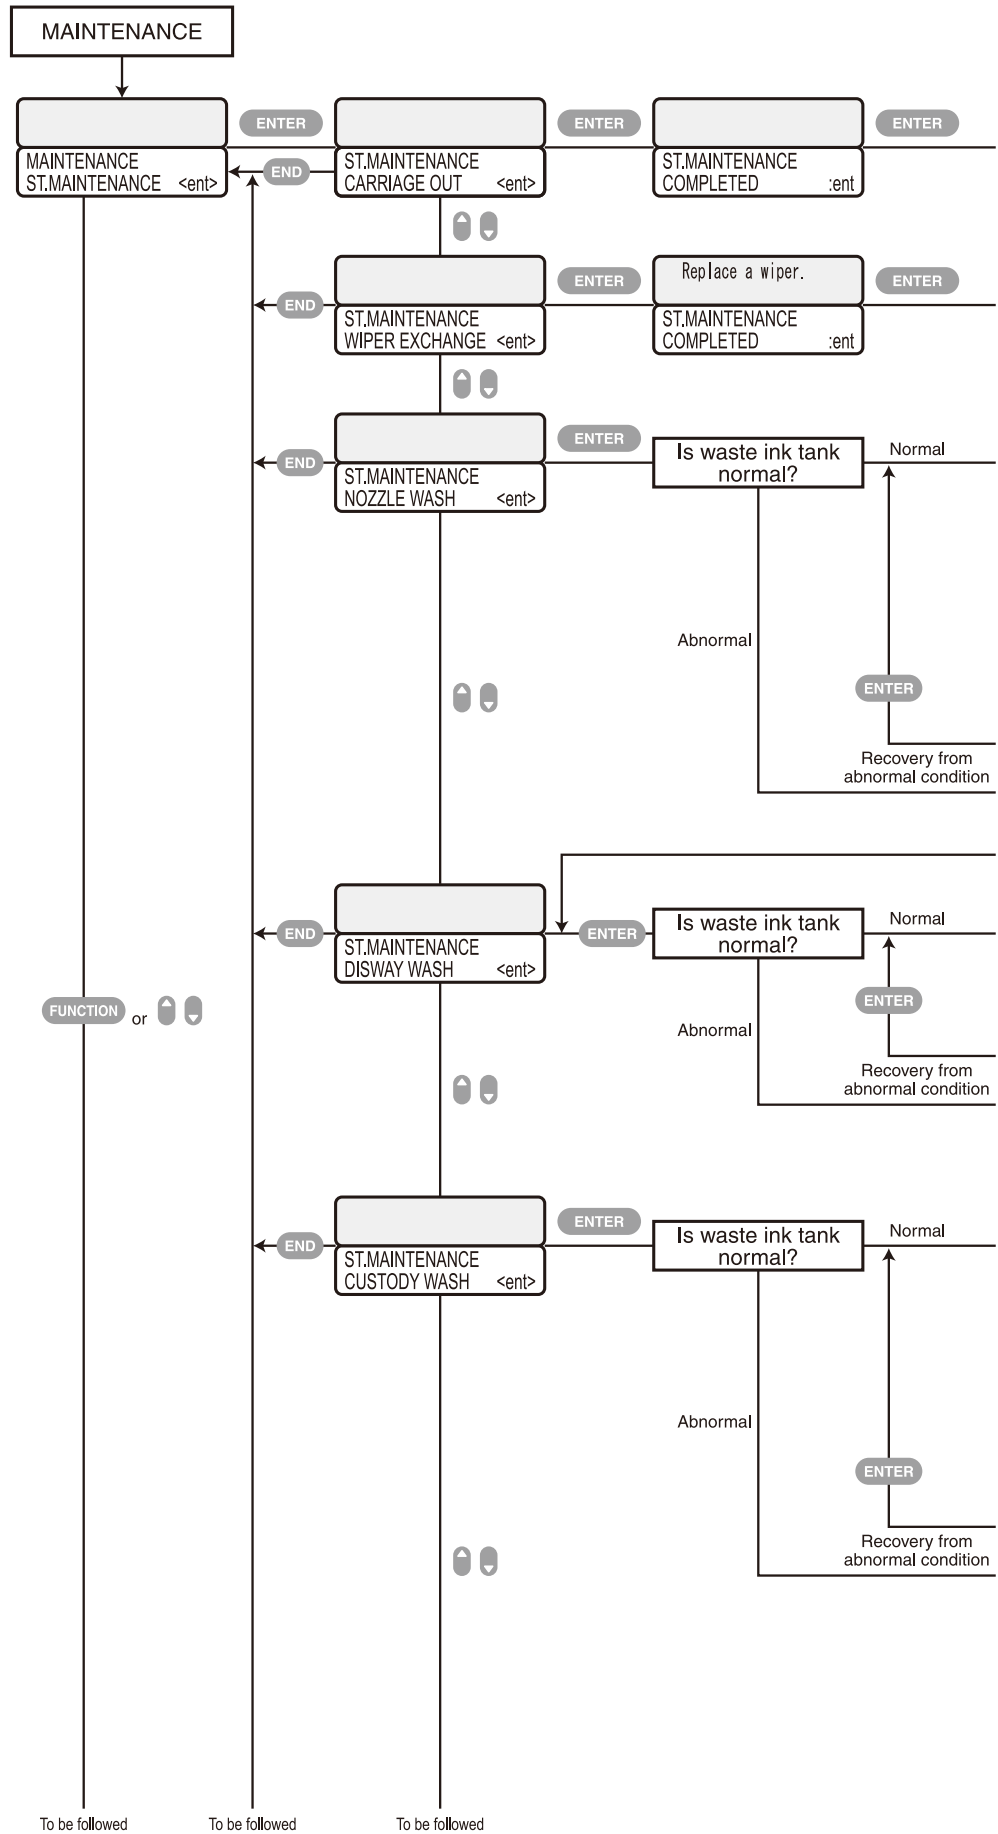 MAINTENANCE
ENTER
ENTER
ENTER
MAINTENANCE
ST.MAINTENANCE <ent>
END
ST.MAINTENANCE
CARRIAGE OUT <ent>
ST.MAINTENANCE
COMPLETED :ent
Replace a wiper.
ENTER
ENTER
END
ST.MAINTENANCE
WIPER EXCHANGE <ent>
ST.MAINTENANCE
COMPLETED :ent
ENTER
END
ST.MAINTENANCE
NOZZLE WASH <ent>
Is waste ink tank
normal?
Normal
Abnormal
ENTER
Recovery from
abnormal condition
END
ST.MAINTENANCE
DISWAY WASH <ent>
ENTER
Is waste ink tank
normal?
Normal
FUNCTION or
Abnormal
ENTER
Recovery from
abnormal condition
ENTER
END
ST.MAINTENANCE
CUSTODY WASH <ent>
Is waste ink tank
normal?
Normal
Abnormal
ENTER
Recovery from
abnormal condition
To be followed
To be followed
To be followed